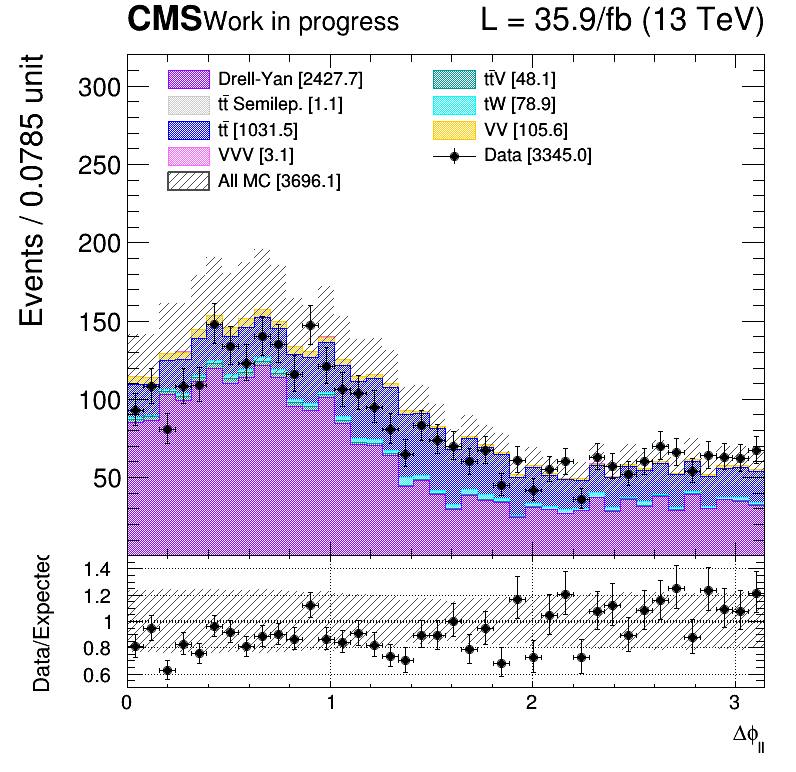 CMS Work in progress L = 35.9/fb (13 TeV)
Events / 0.0785 unit
300
250
200
150
100
50
Drell-Yan [2427.7]
tt̄ Semilep. [1.1]
tt̄ [1031.5]
VVV [3.1]
All MC [3696.1]
tt̄V [48.1]
tW [78.9]
VV [105.6]
Data [3345.0]
Data/Expected
1.4
1.2
1
0.8
0.6
0 1 2 3
Δϕll